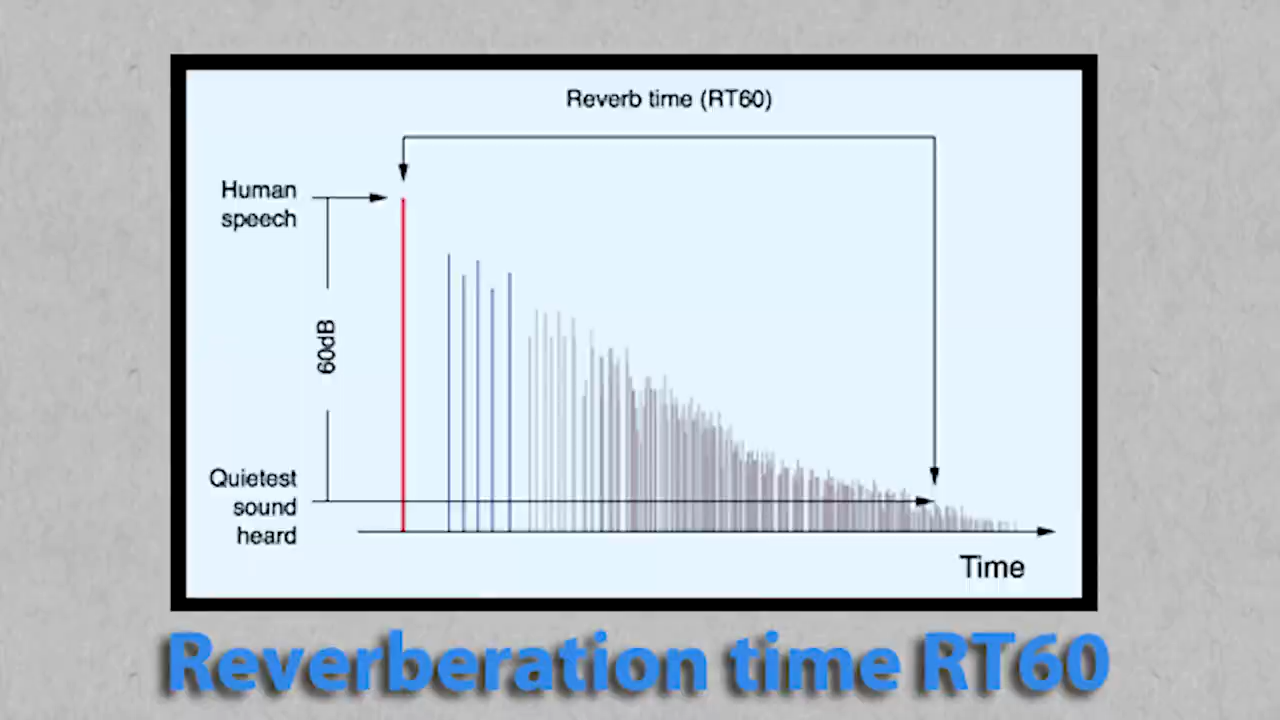 Reverb time (RT60)
Human
speech
60dB
Quietest
sound
heard
Time
Reverberation time RT60